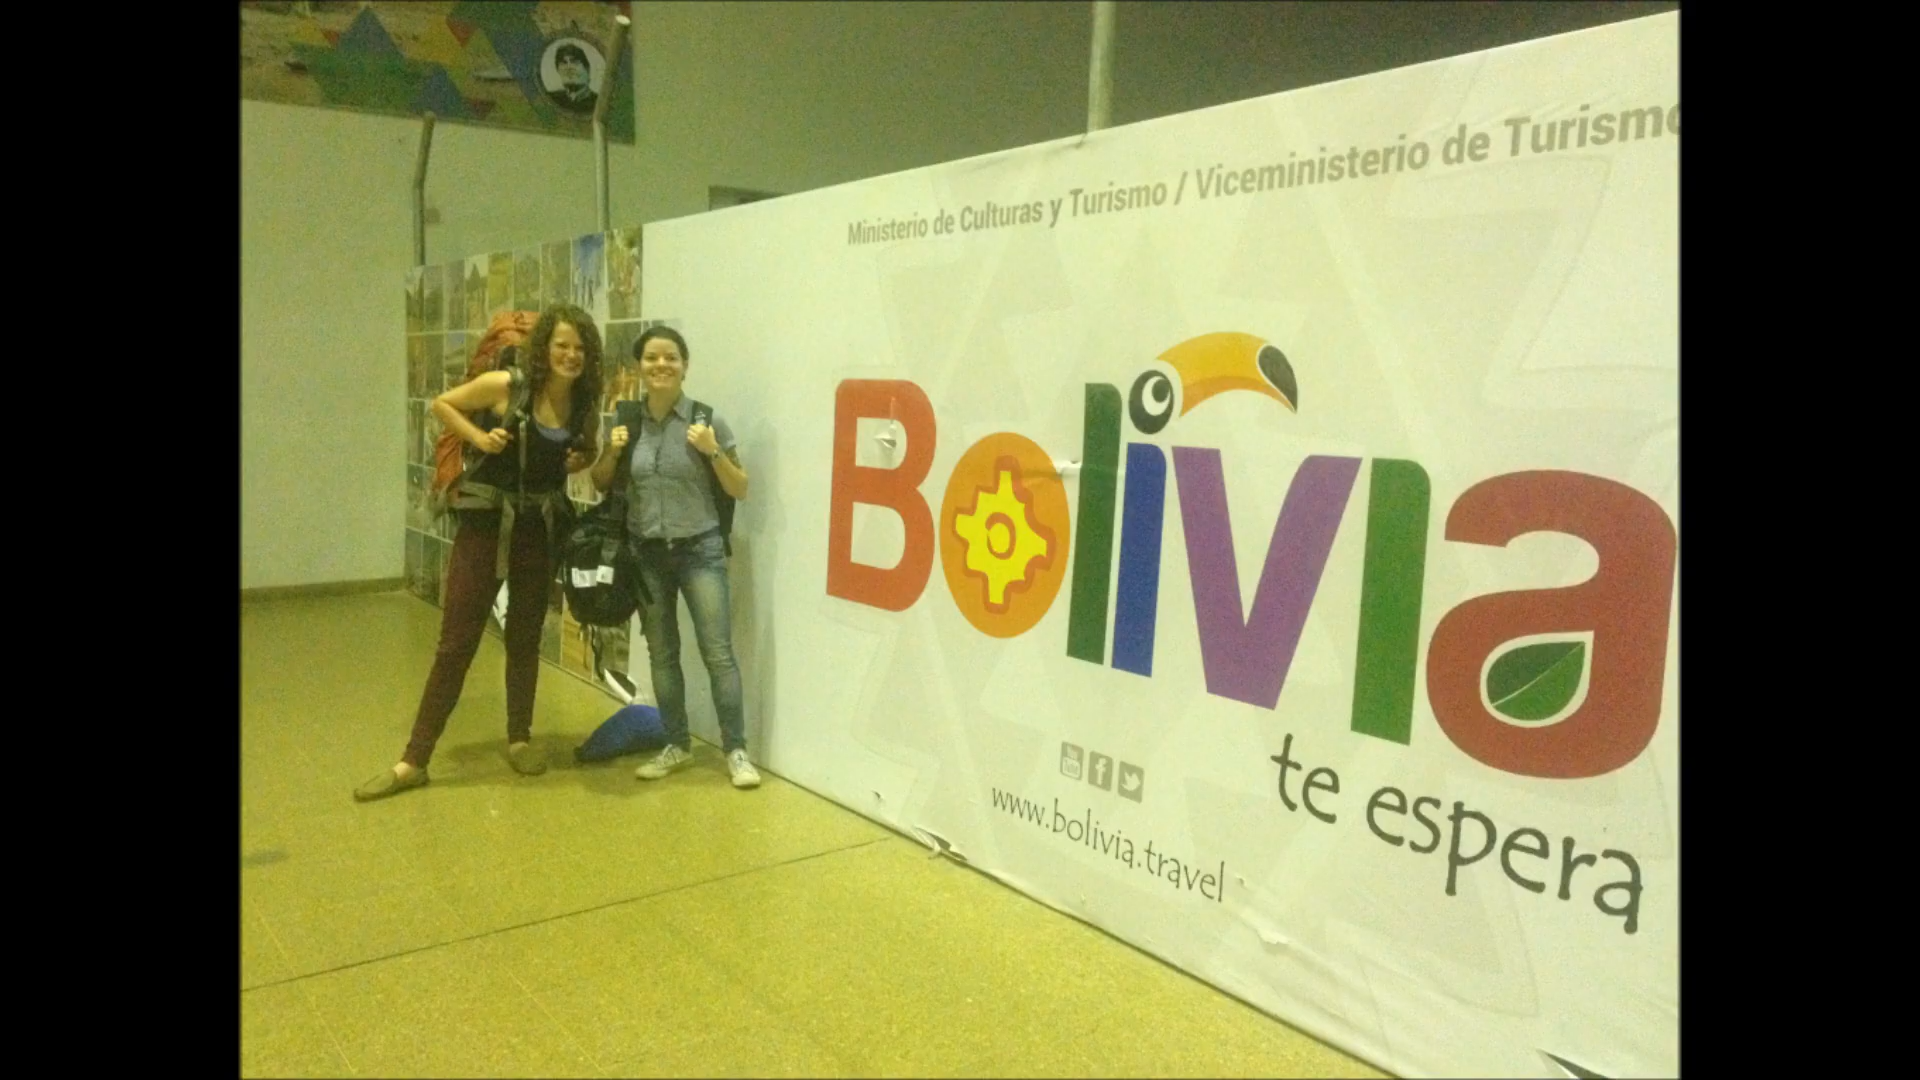 Ministerio de Culturas y Turismo / Viceministerio de Turismo
Bolivia
te espera
www.bolivia.travel